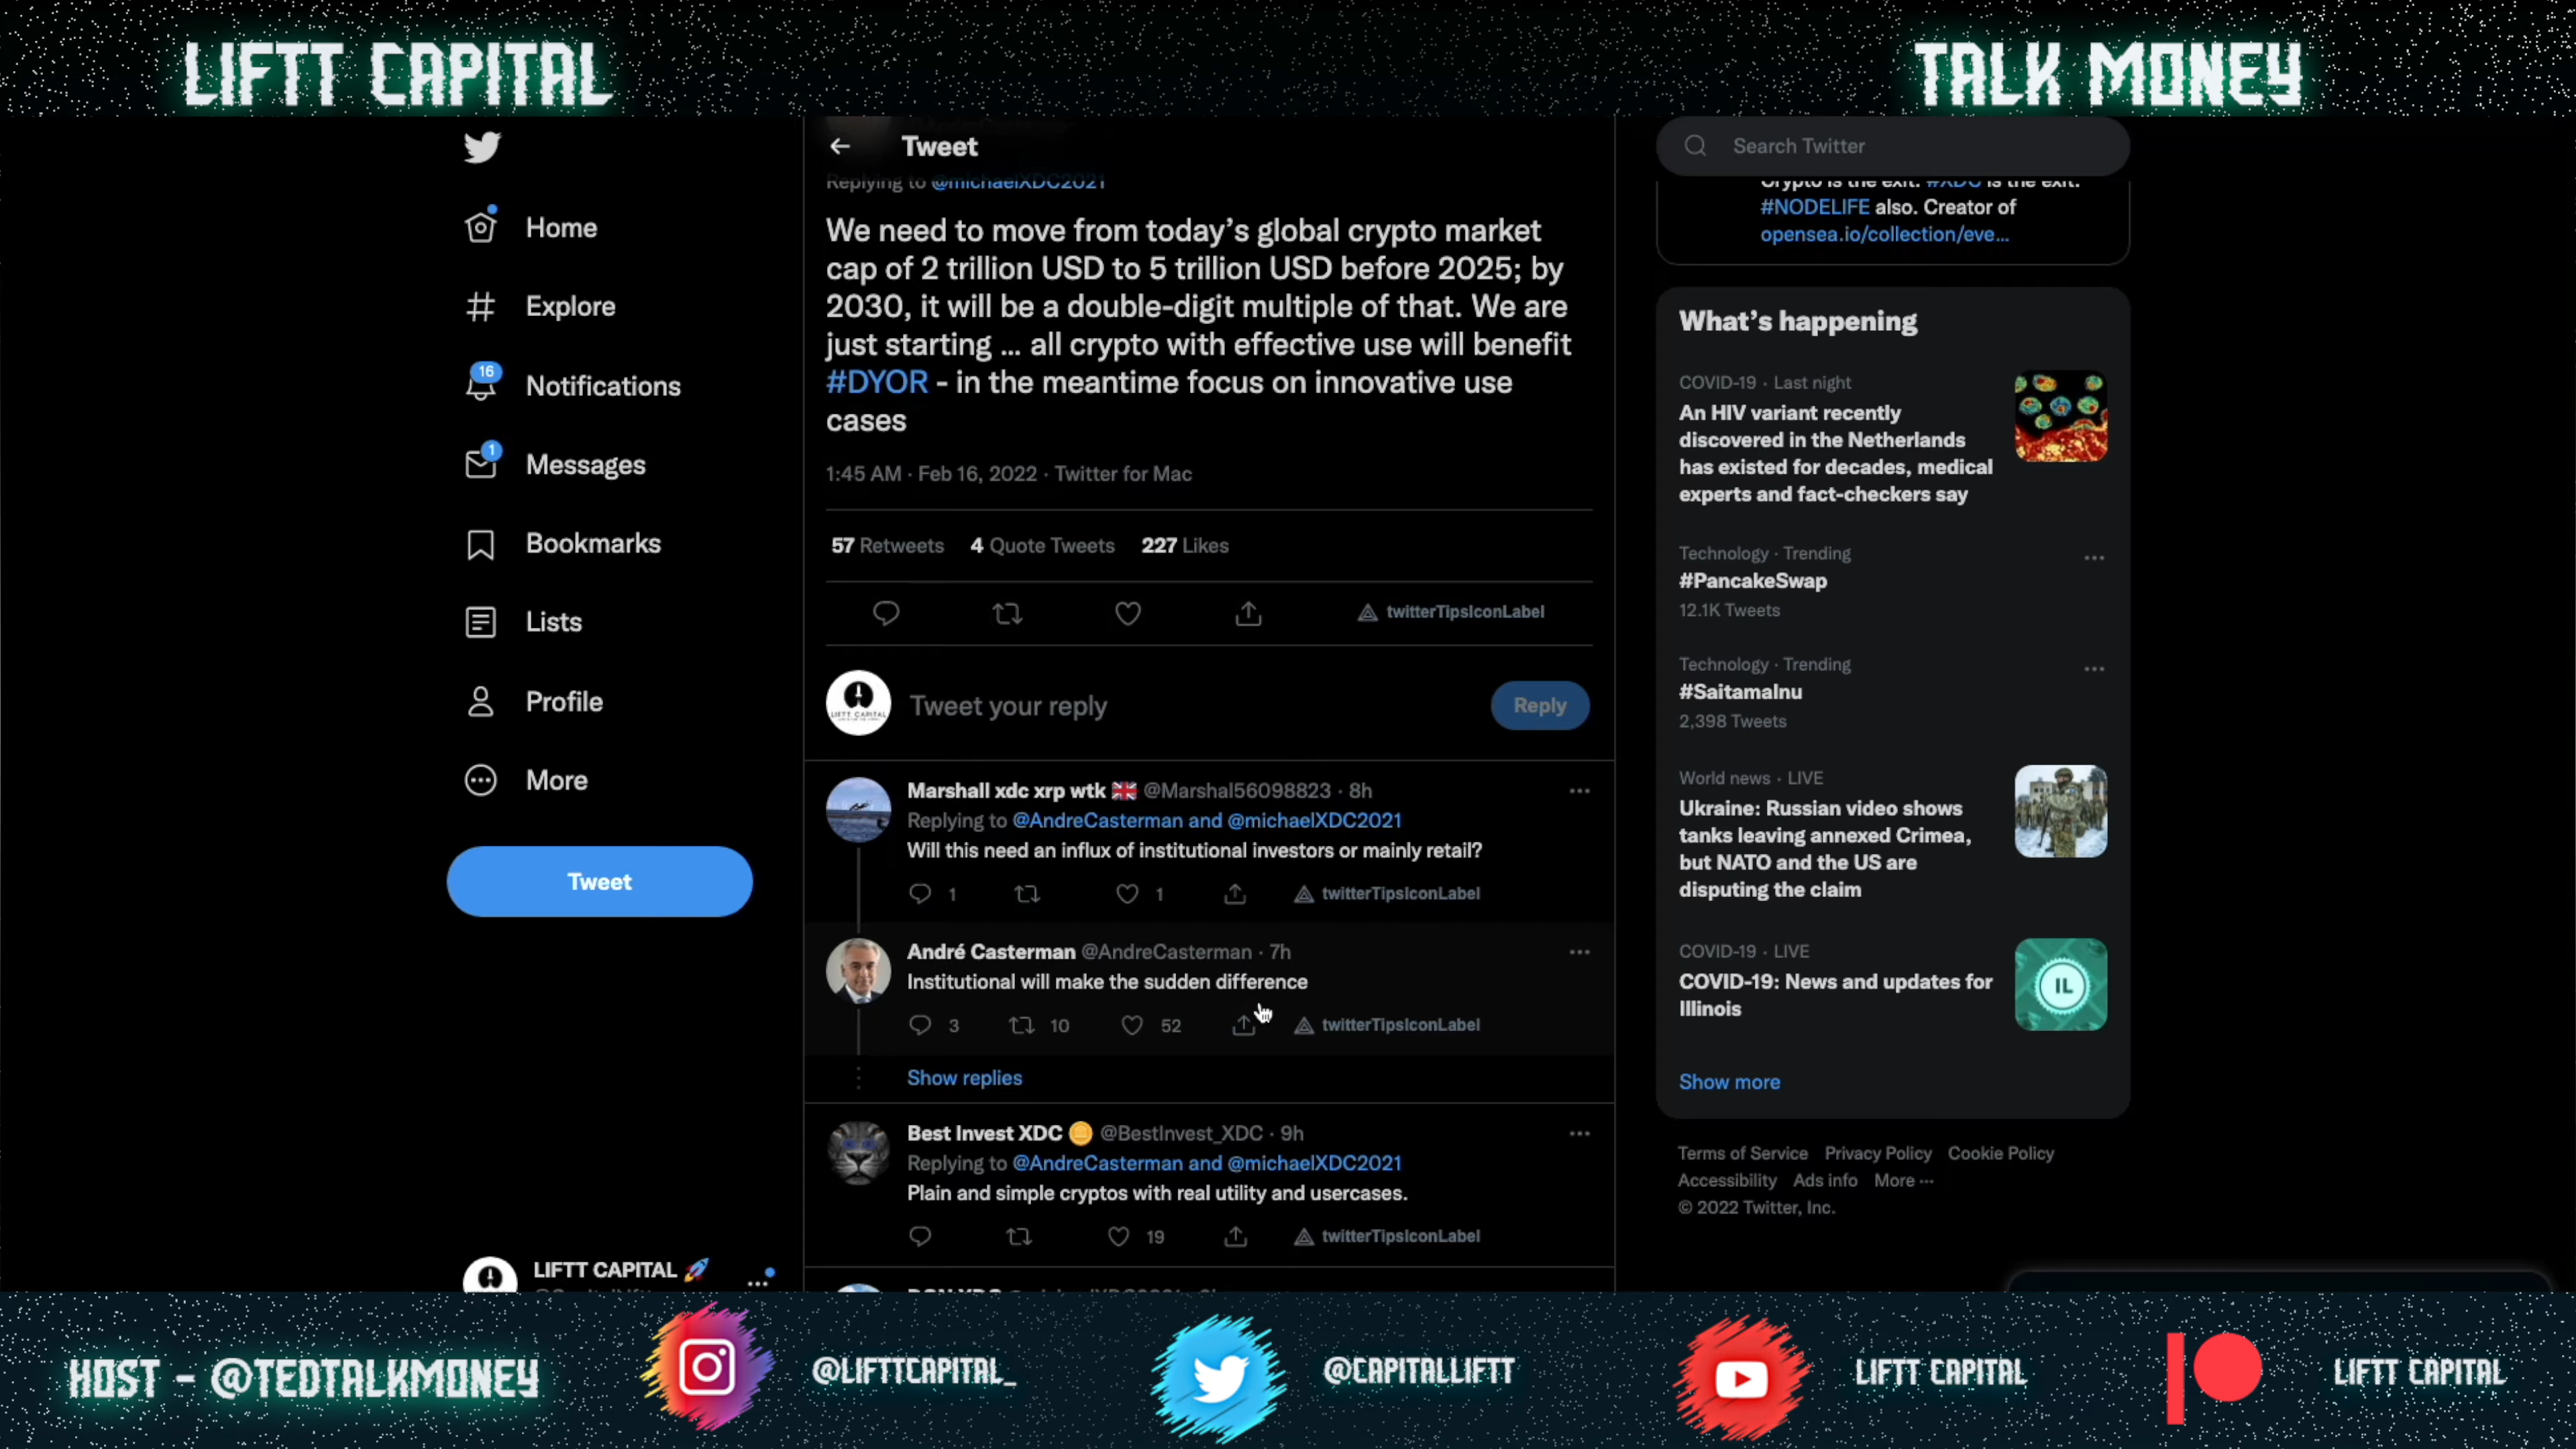 LIFTT CAPITAL
TALK MONEY
Home
Explore
16
Notifications
1
Messages
Bookmarks
Lists
Profile
More
Tweet
LIFTT CAPITAL 🚀
Tweet
Replying to @michaelXDC2021
We need to move from today's global crypto market
cap of 2 trillion USD to 5 trillion USD before 2025; by
2030, it will be a double-digit multiple of that. We are
just starting ... all crypto with effective use will benefit
#DYOR - in the meantime focus on innovative use
cases
1:45 AM · Feb 16, 2022 · Twitter for Mac
57 Retweets 4 Quote Tweets 227 Likes
twitterTipsIconLabel
LIFTT CAPITAL
Tweet your reply
Reply
Marshall xdc xrp wtk 🇬🇧 @Marshal56098823 · 8h
Replying to @AndreCasterman and @michaelXDC2021
Will this need an influx of institutional investors or mainly retail?
1 1 twitterTipsIconLabel
André Casterman @AndreCasterman · 7h
Institutional will make the sudden difference
3 10 52 twitterTipsIconLabel
Show replies
Best Invest XDC 🪙 @BestInvest_XDC · 9h
Replying to @AndreCasterman and @michaelXDC2021
Plain and simple cryptos with real utility and usercases.
19 twitterTipsIconLabel
Search Twitter
Crypto is the exit. #XDC is the exit.
#NODELIFE also. Creator of
opensea.io/collection/eve...
What's happening
COVID-19 · Last night
An HIV variant recently
discovered in the Netherlands
has existed for decades, medical
experts and fact-checkers say
Technology · Trending
#PancakeSwap
12.1K Tweets
Technology · Trending
#SaitamaInu
2,398 Tweets
World news · LIVE
Ukraine: Russian video shows
tanks leaving annexed Crimea,
but NATO and the US are
disputing the claim
COVID-19 · LIVE
COVID-19: News and updates for
Illinois
IL
Show more
Terms of Service Privacy Policy Cookie Policy
Accessibility Ads info More ···
© 2022 Twitter, Inc.
HOST - @TEDTALKMONEY
@LIFTTCAPITAL_
@CAPITALLIFTT
LIFTT CAPITAL
LIFTT CAPITAL